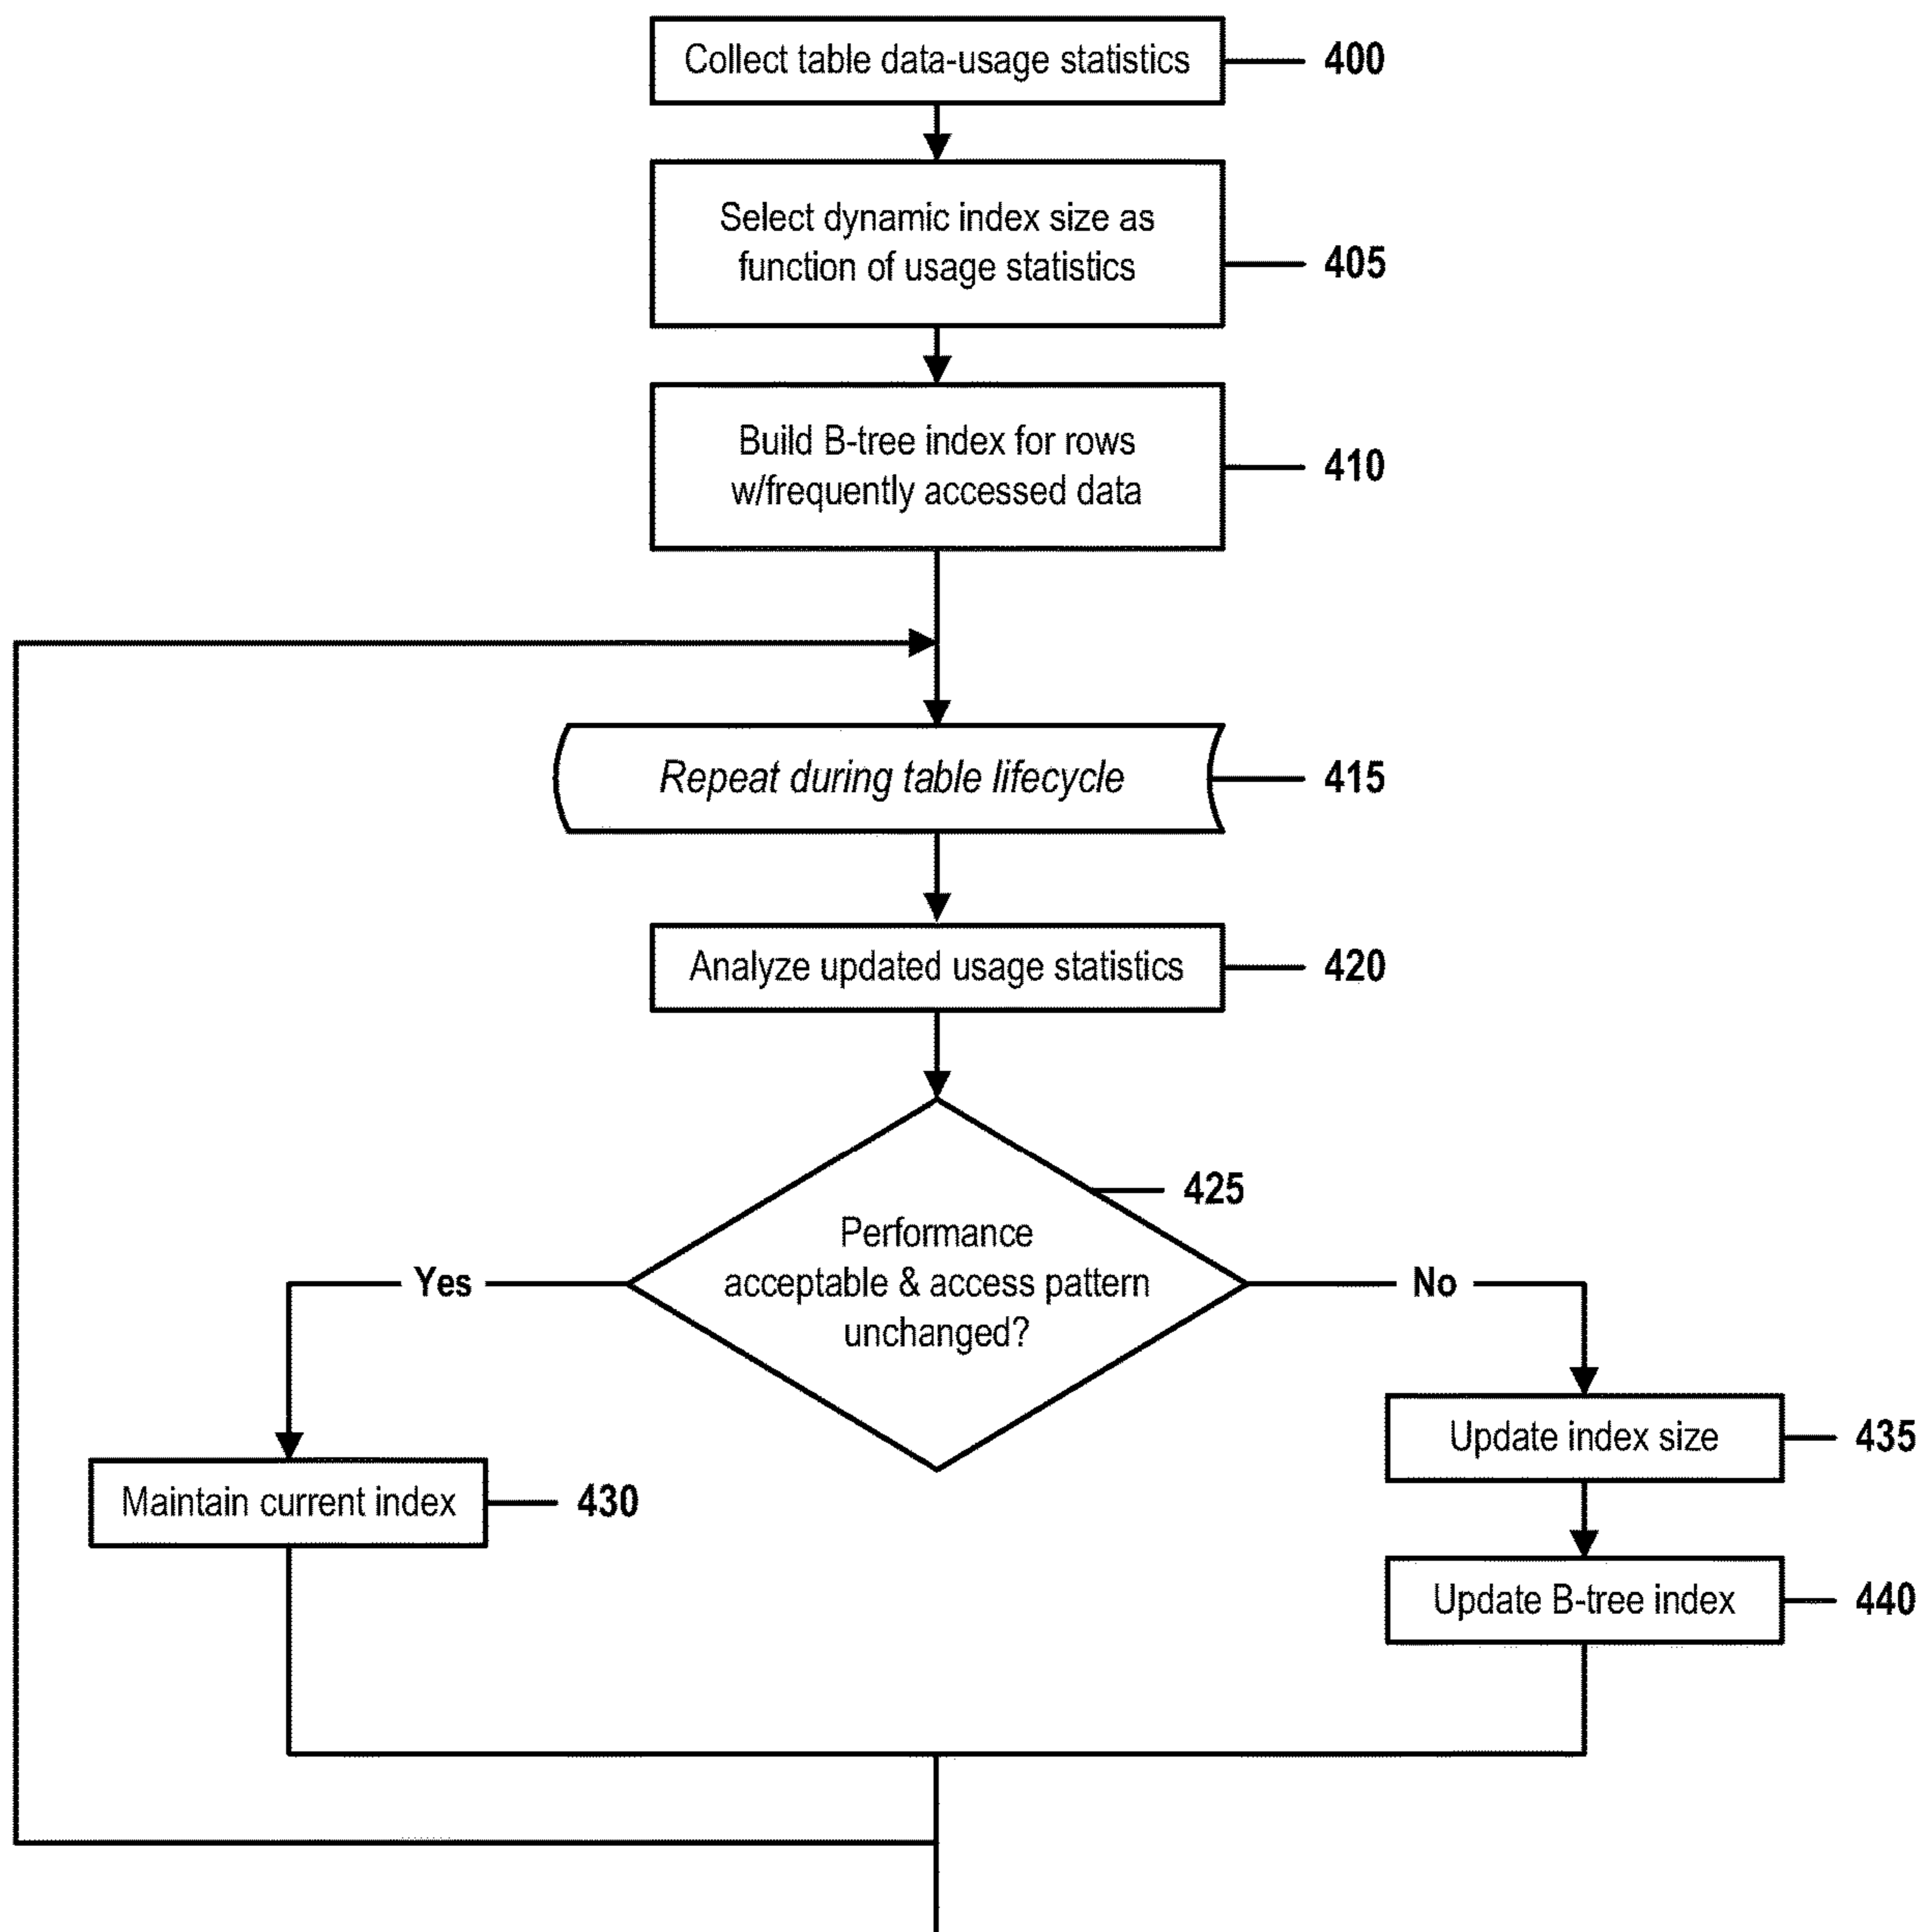 Collect table data-usage statistics
400
Select dynamic index size as
function of usage statistics
405
Build B-tree index for rows
w/frequently accessed data
410
Repeat during table lifecycle
415
Analyze updated usage statistics
420
425
Performance
acceptable & access pattern
unchanged?
Yes
No
Update index size
435
Maintain current index
430
Update B-tree index
440